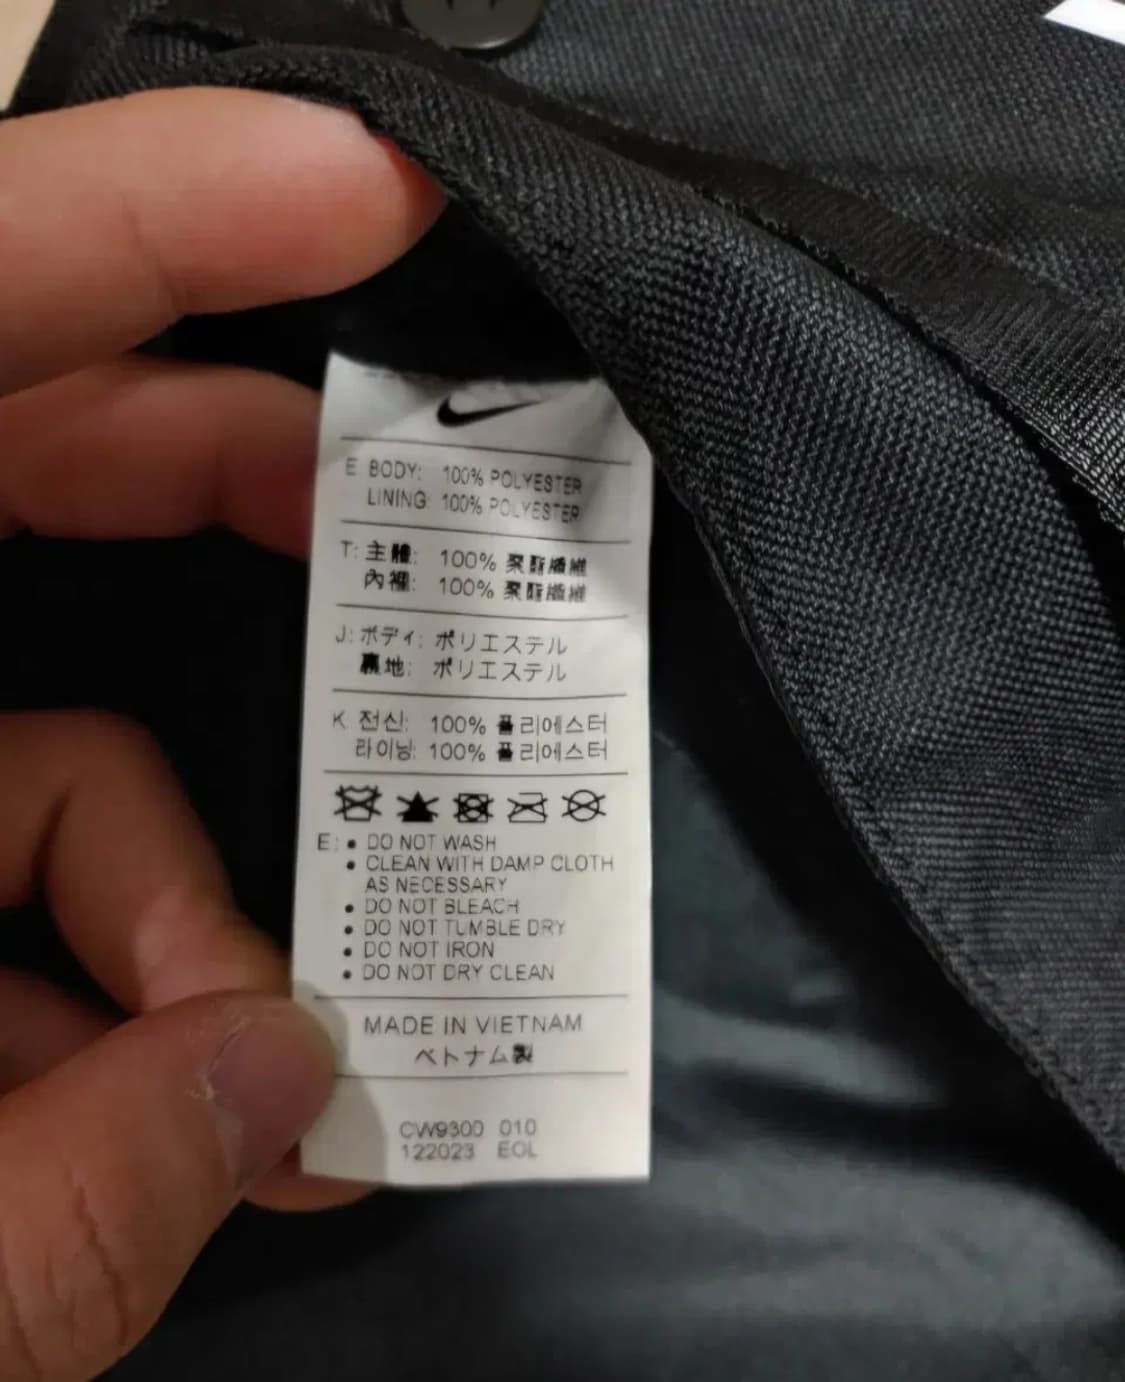 E BODY: 100% POLYESTER
LINING: 100% POLYESTER
T: 主體: 100% 聚酯纖維
內裡: 100% 聚酯纖維
J: ボディ: ポリエステル
裏地: ポリエステル
K 전신: 100% 폴리에스터
라이닝: 100% 폴리에스터
E: • DO NOT WASH
• CLEAN WITH DAMP CLOTH
AS NECESSARY
• DO NOT BLEACH
• DO NOT TUMBLE DRY
• DO NOT IRON
• DO NOT DRY CLEAN
MADE IN VIETNAM
ベトナム製
CW9300 010
122023 EOL